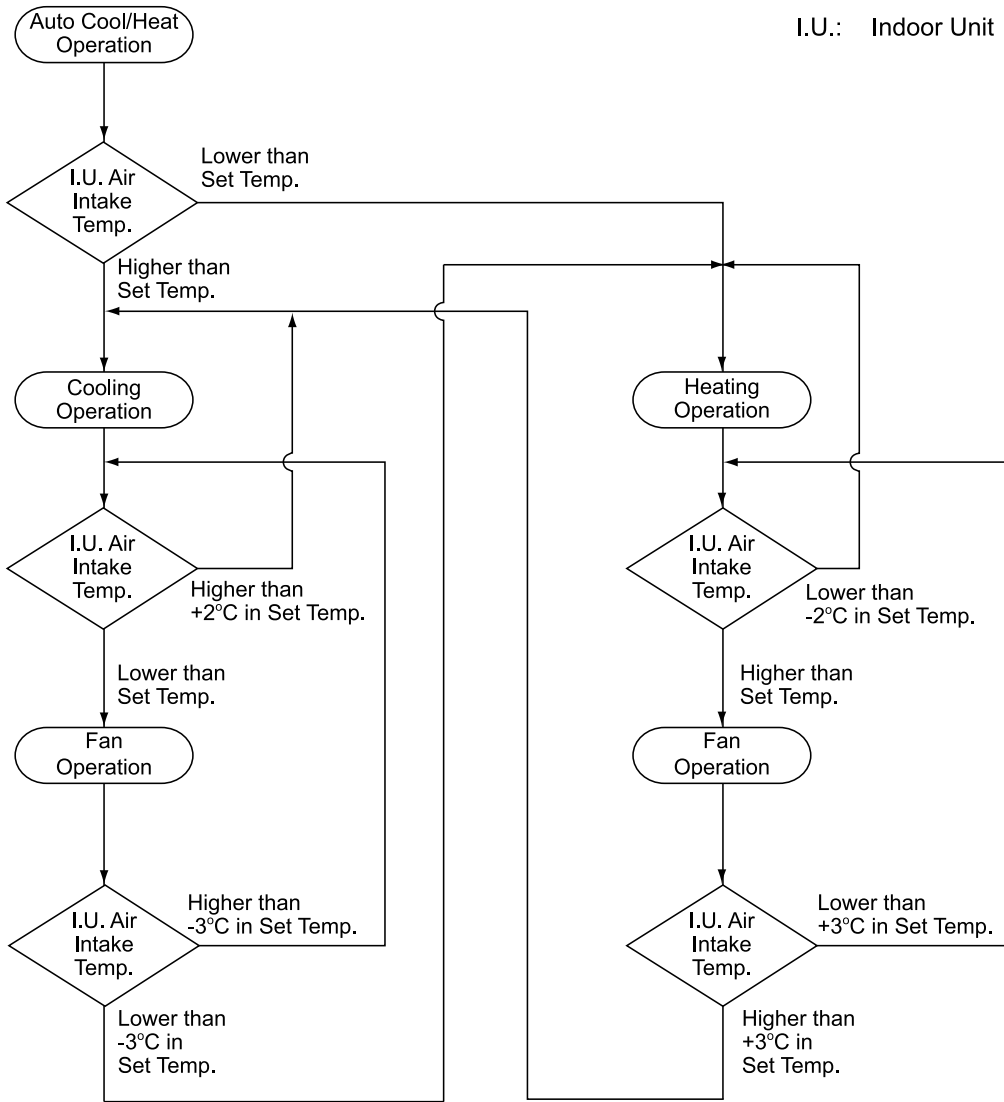 Auto Cool/Heat
Operation
I.U.: Indoor Unit
I.U. Air
Intake
Temp.
Lower than
Set Temp.
Higher than
Set Temp.
Cooling
Operation
I.U. Air
Intake
Temp.
Higher than
+2°C in Set Temp.
Lower than
Set Temp.
Fan
Operation
I.U. Air
Intake
Temp.
Higher than
-3°C in Set Temp.
Lower than
-3°C in
Set Temp.
Heating
Operation
I.U. Air
Intake
Temp.
Lower than
-2°C in Set Temp.
Higher than
Set Temp.
Fan
Operation
I.U. Air
Intake
Temp.
Lower than
+3°C in Set Temp.
Higher than
+3°C in
Set Temp.